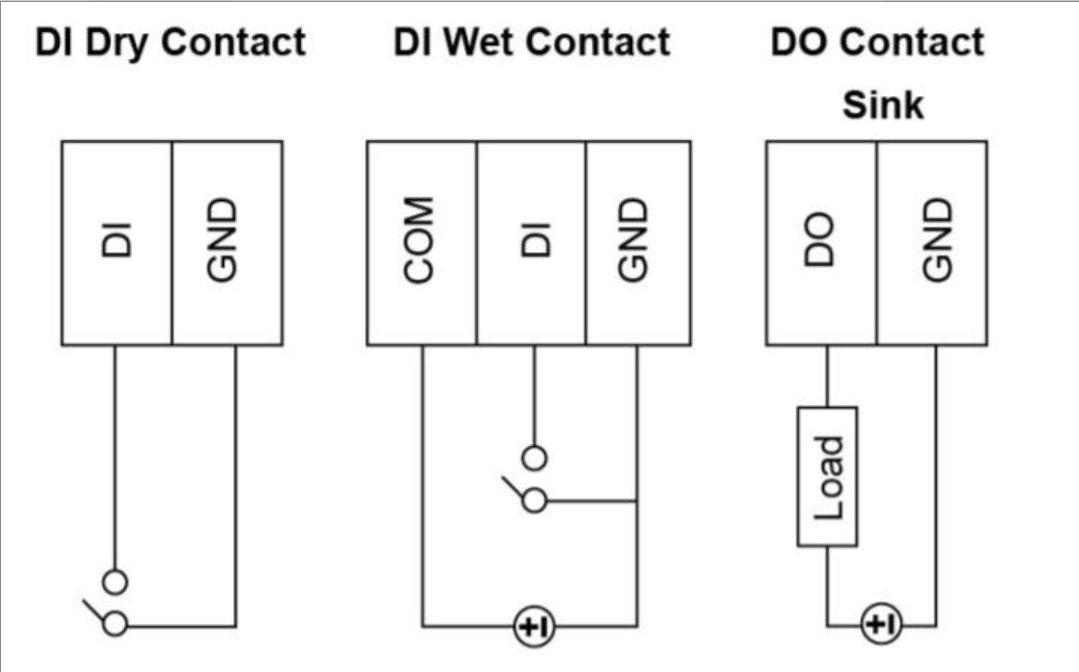 DI Dry Contact
DI Wet Contact
DO Contact
Sink
DI
GND
COM
DI
GND
DO
GND
Load
+-
+-